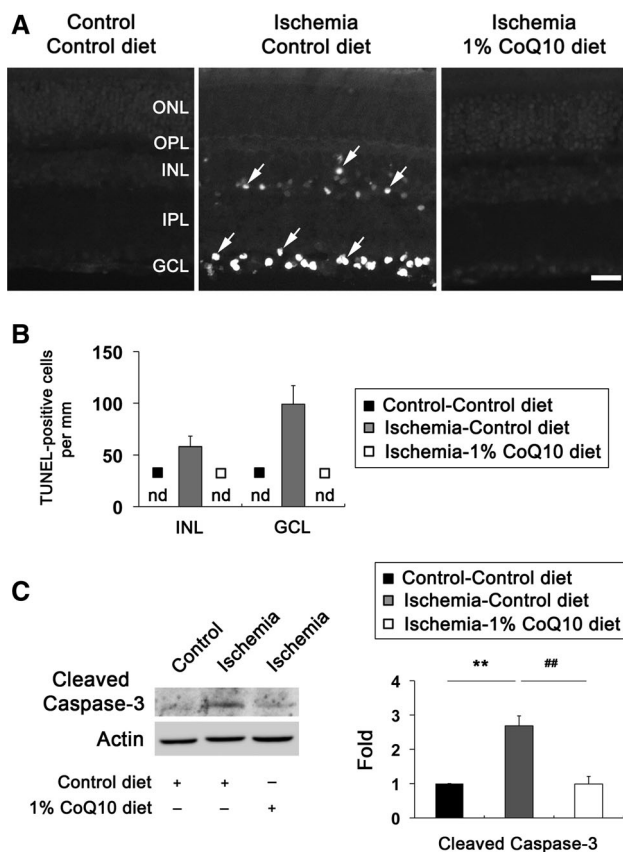 A
Control
Control diet
Ischemia
Control diet
Ischemia
1% CoQ10 diet
ONL
OPL
INL
IPL
GCL
B
TUNEL-positive cells
per mm
150
100
50
0
nd
nd
nd
nd
INL
GCL
Control-Control diet
Ischemia-Control diet
Ischemia-1% CoQ10 diet
C
Control
Ischemia
Ischemia
Cleaved
Caspase-3
Actin
Control diet + + –
1% CoQ10 diet – – +
Control-Control diet
Ischemia-Control diet
Ischemia-1% CoQ10 diet
** ##
Fold
4
3
2
1
0
Cleaved Caspase-3